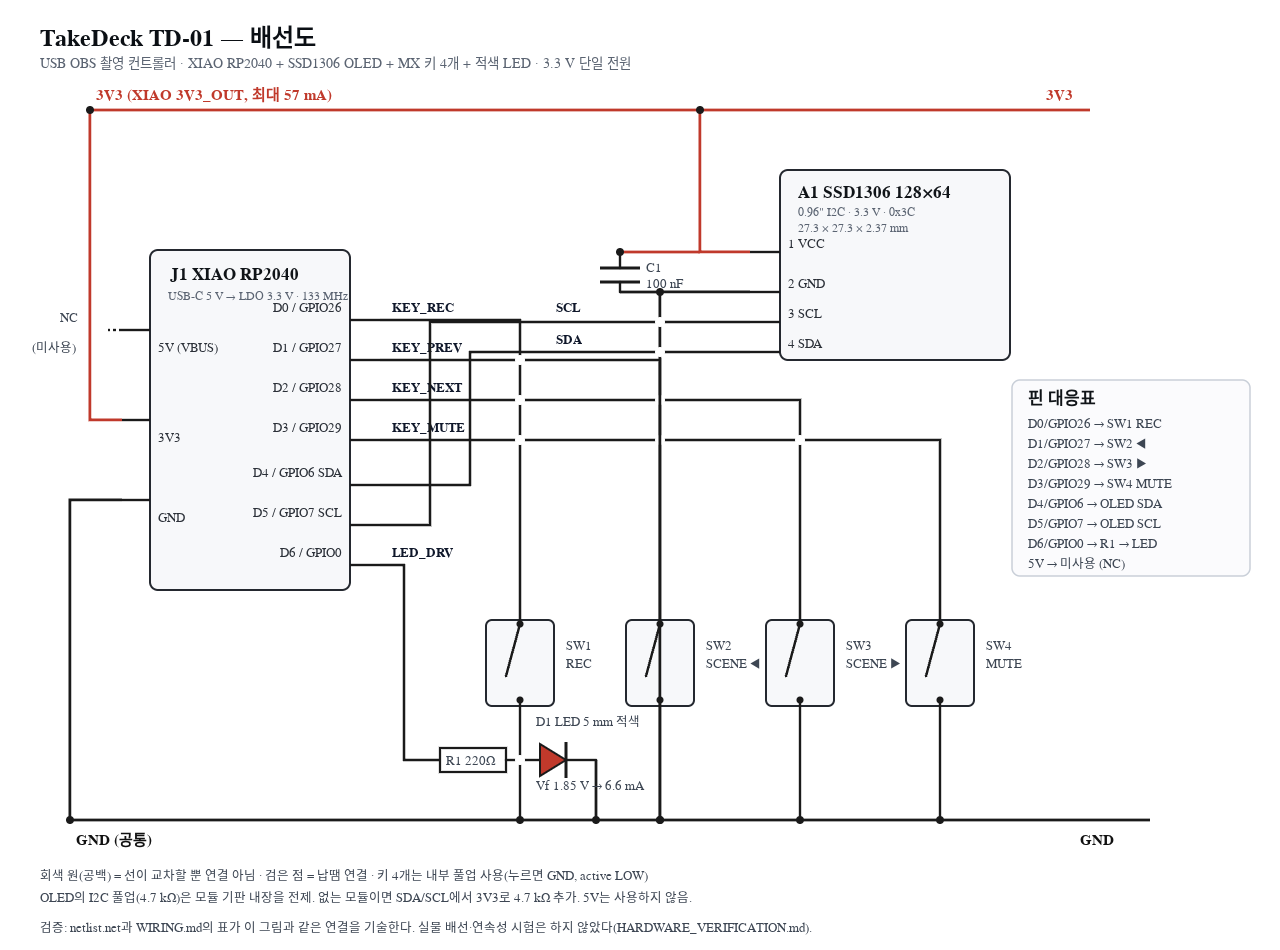 TakeDeck TD-01 — 배선도
USB OBS 촬영 컨트롤러 · XIAO RP2040 + SSD1306 OLED + MX 키 4개 + 적색 LED · 3.3 V 단일 전원
3V3 (XIAO 3V3_OUT, 최대 57 mA)
3V3
A1 SSD1306 128×64
0.96" I2C · 3.3 V · 0x3C
27.3 × 27.3 × 2.37 mm
1 VCC
2 GND
3 SCL
4 SDA
C1
100 nF
J1 XIAO RP2040
USB-C 5 V → LDO 3.3 V · 133 MHz
NC
(미사용)
5V (VBUS)
3V3
GND
D0 / GPIO26
D1 / GPIO27
D2 / GPIO28
D3 / GPIO29
D4 / GPIO6 SDA
D5 / GPIO7 SCL
D6 / GPIO0
KEY_REC
KEY_PREV
KEY_NEXT
KEY_MUTE
LED_DRV
SCL
SDA
핀 대응표
D0/GPIO26 → SW1 REC
D1/GPIO27 → SW2 ◀
D2/GPIO28 → SW3 ▶
D3/GPIO29 → SW4 MUTE
D4/GPIO6 → OLED SDA
D5/GPIO7 → OLED SCL
D6/GPIO0 → R1 → LED
5V → 미사용 (NC)
SW1
REC
SW2
SCENE ◀
SW3
SCENE ▶
SW4
MUTE
D1 LED 5 mm 적색
R1 220Ω
Vf 1.85 V → 6.6 mA
GND (공통)
GND
회색 원(공백) = 선이 교차할 뿐 연결 아님 · 검은 점 = 납땜 연결 · 키 4개는 내부 풀업 사용(누르면 GND, active LOW)
OLED의 I2C 풀업(4.7 kΩ)은 모듈 기판 내장을 전제. 없는 모듈이면 SDA/SCL에서 3V3로 4.7 kΩ 추가. 5V는 사용하지 않음.
검증: netlist.net과 WIRING.md의 표가 이 그림과 같은 연결을 기술한다. 실물 배선·연속성 시험은 하지 않았다(HARDWARE_VERIFICATION.md).